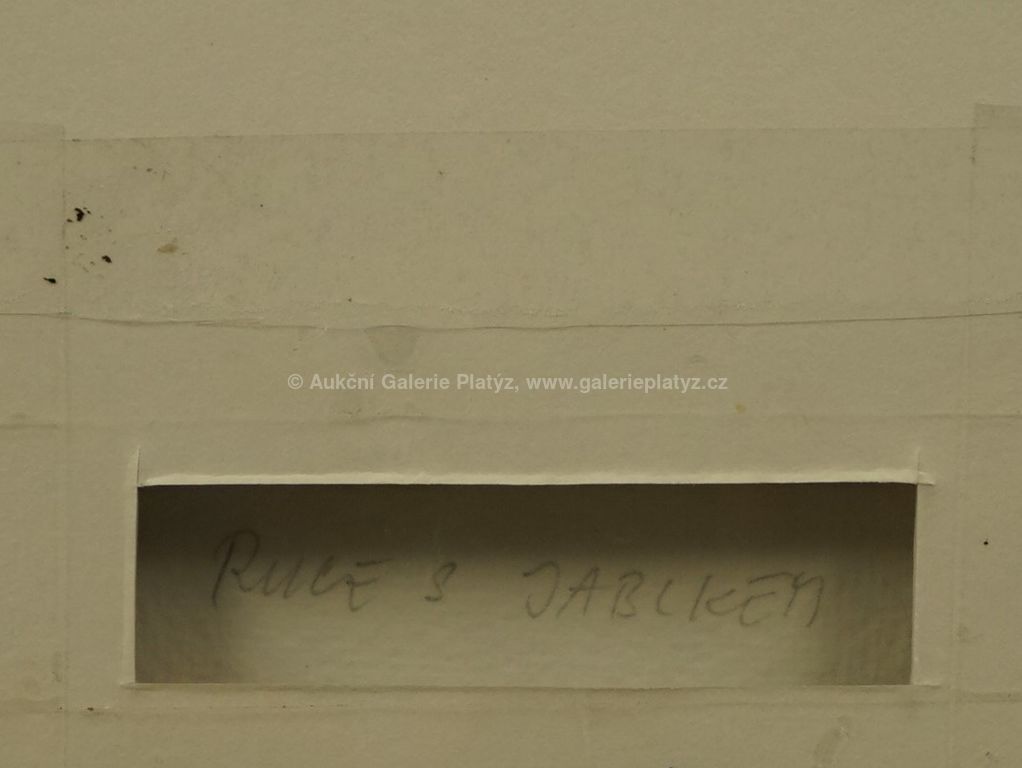 © Aukční Galerie Platýz, www.galerieplatyz.cz
RUCE S JABLKEM